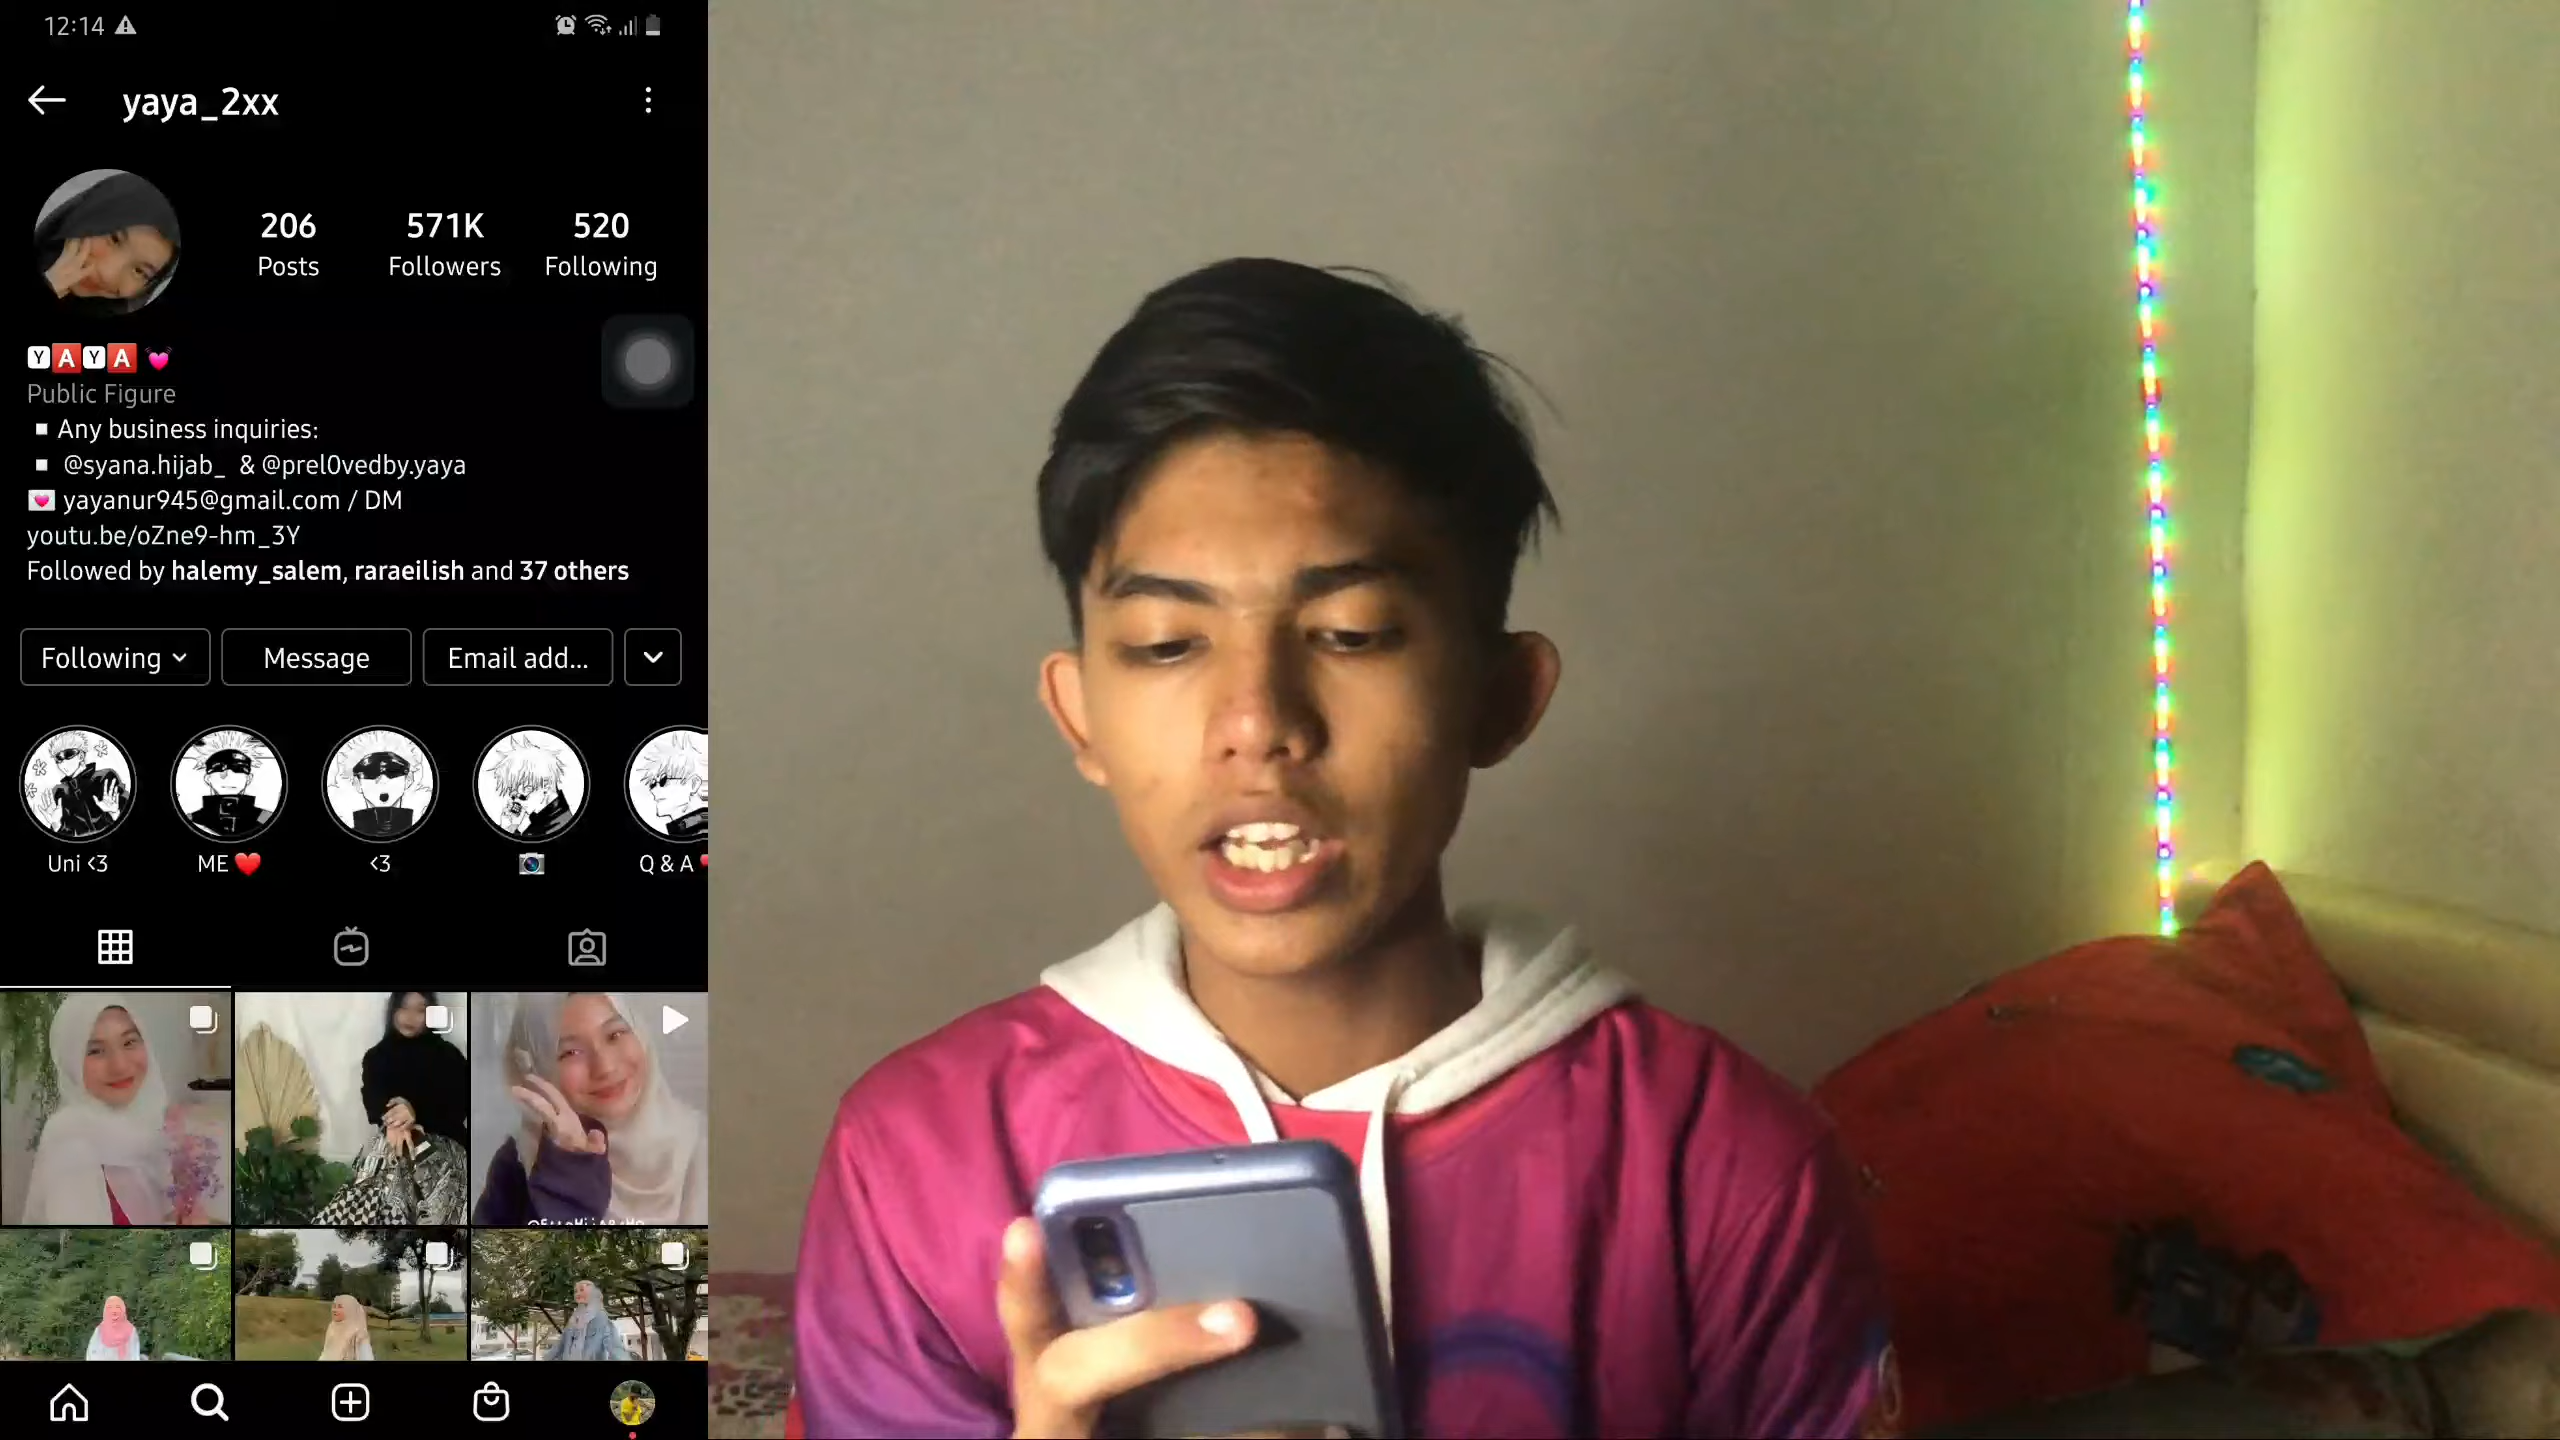 12:14
yaya_2xx
206 571K 520
Posts Followers Following
YAYA
Public Figure
Any business inquiries:
@syana.hijab_ & @prel0vedby.yaya
yayanur945@gmail.com / DM
youtu.be/oZne9-hm_3Y
Followed by halemy_salem, raraeilish and 37 others
Following Message Email add...
Uni <3 ME <3 Q & A